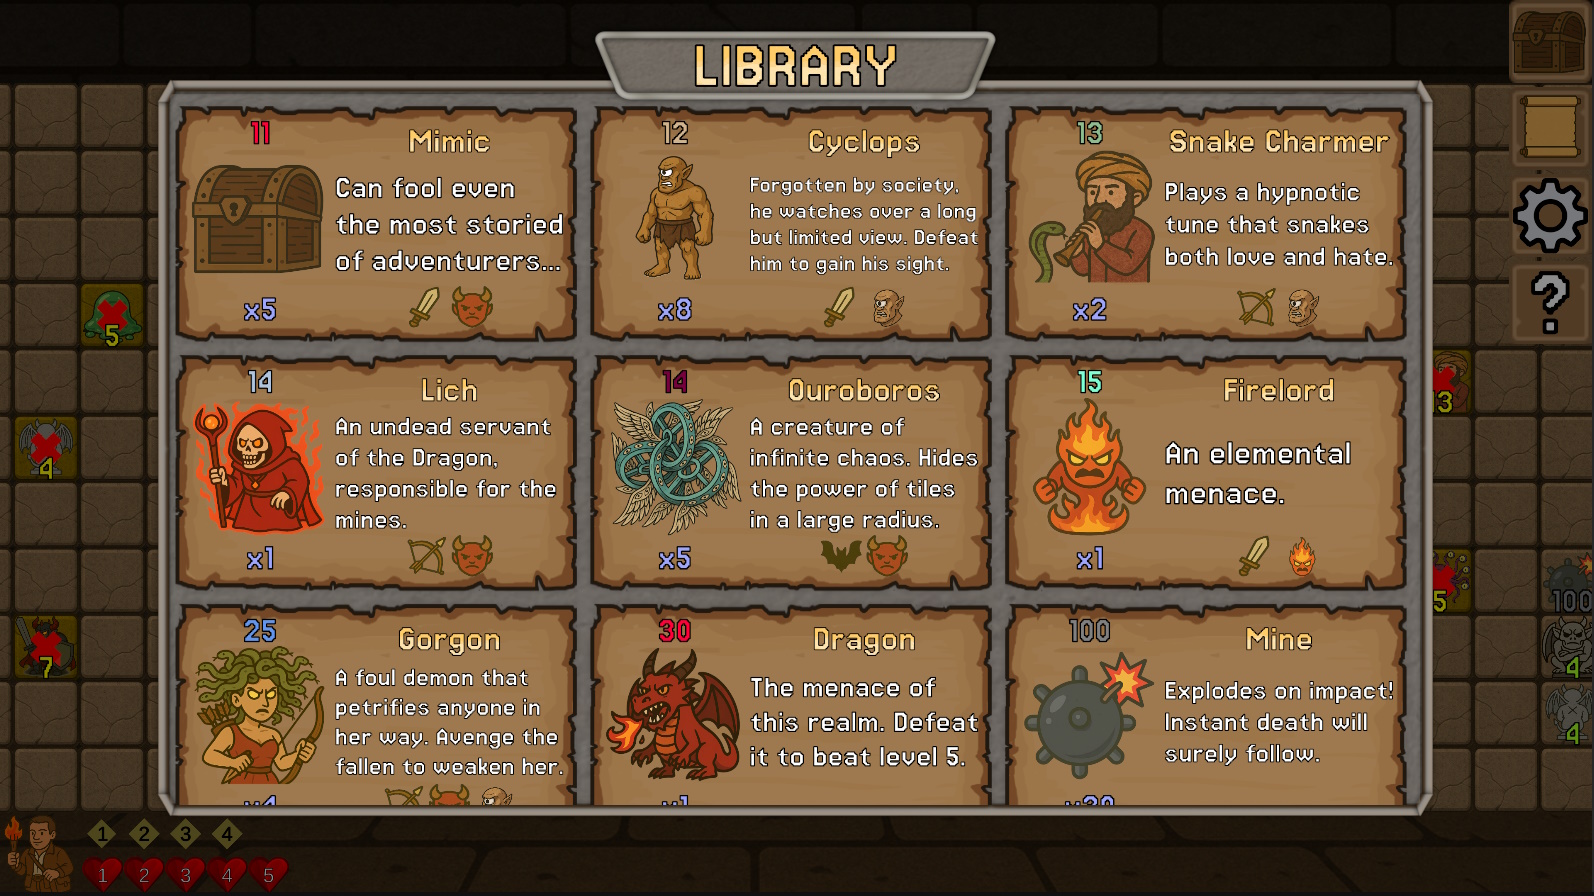 LIBRARY
11
Mimic
Can fool even
the most storied
of adventurers...
x5
12
Cyclops
Forgotten by society,
he watches over a long
but limited view. Defeat
him to gain his sight.
x8
13
Snake Charmer
Plays a hypnotic
tune that snakes
both love and hate.
x2
14
Lich
An undead servant
of the Dragon,
responsible for the
mines.
x1
14
Ouroboros
A creature of
infinite chaos. Hides
the power of tiles
in a large radius.
x5
15
Firelord
An elemental
menace.
x1
25
Gorgon
A foul demon that
petrifies anyone in
her way. Avenge the
fallen to weaken her.
30
Dragon
The menace of
this realm. Defeat
it to beat level 5.
100
Mine
Explodes on impact!
Instant death will
surely follow.
?
5
4
7
3
5
100
4
4
1 2 3 4
1 2 3 4 5